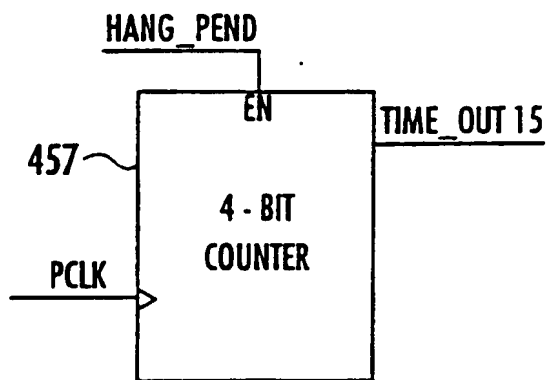 HANG_PEND
EN
TIME_OUT 15
457
4 - BIT
COUNTER
PCLK